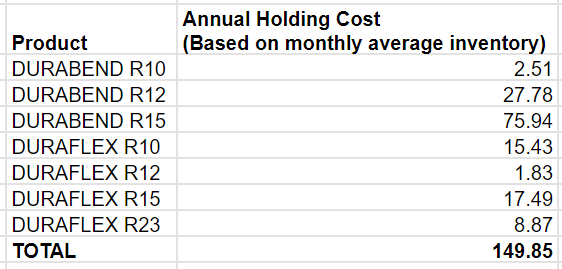 Annual Holding Cost
Product (Based on monthly average inventory)
DURABEND R10 2.51
DURABEND R12 27.78
DURABEND R15 75.94
DURAFLEX R10 15.43
DURAFLEX R12 1.83
DURAFLEX R15 17.49
DURAFLEX R23 8.87
TOTAL 149.85